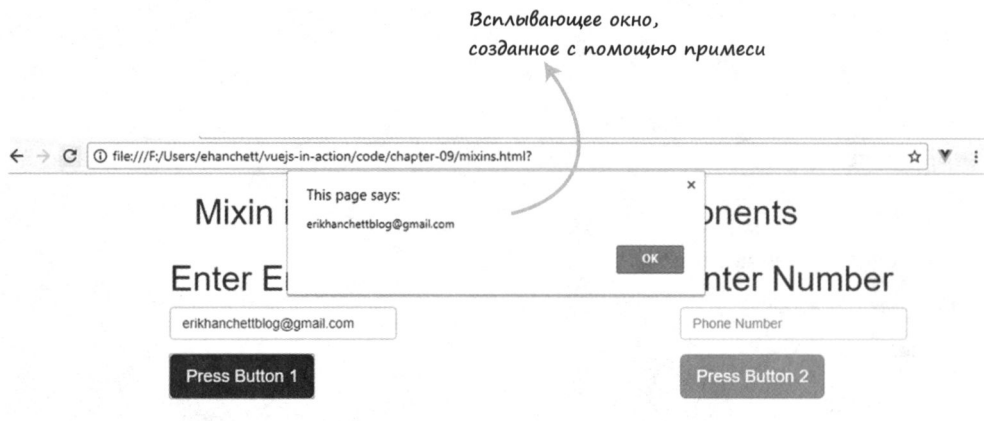 Всплывающее окно,
созданное с помощью примеси
file:///F:/Users/ehanchett/vuejs-in-action/code/chapter-09/mixins.html?
This page says:
erikhanchettblog@gmail.com
OK
Mixin
onents
Enter
nter Number
erikhanchettblog@gmail.com
Phone Number
Press Button 1
Press Button 2